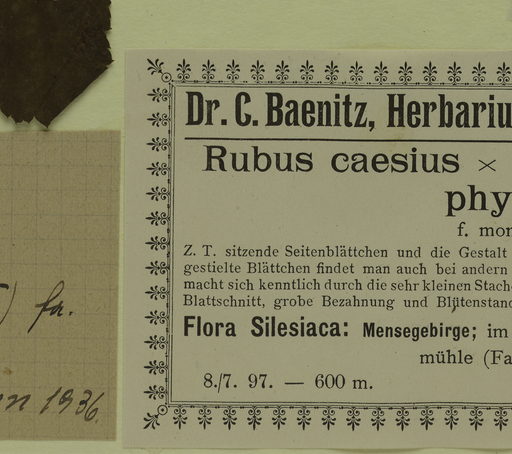 Dr. C. Baenitz, Herbariu
Rubus caesius ×
phy
f. mon
Z. T. sitzende Seitenblättchen und die Gestalt
gestielte Blättchen findet man auch bei andern
macht sich kenntlich durch die sehr kleinen Stach
Blattschnitt, grobe Bezahnung und Blütenstand
Flora Silesiaca: Mensegebirge; im
mühle (Fa
8./7. 97. — 600 m.
) fa.
n 1936